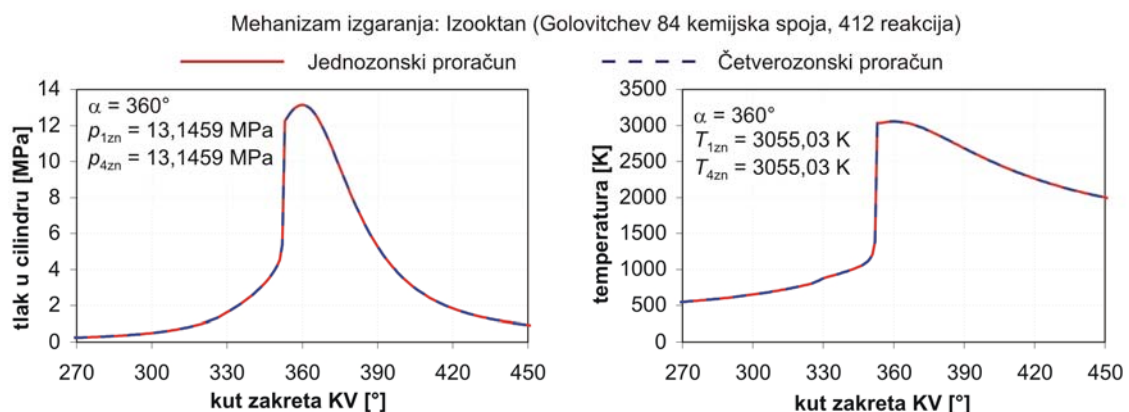 Mehanizam izgaranja: Izooktan (Golovitchev 84 kemijska spoja, 412 reakcija)
Jednozonski proračun
Četverozonski proračun
tlak u cilindru [MPa]
14
12
10
8
6
4
2
0
α = 360°
p1zn = 13,1459 MPa
p4zn = 13,1459 MPa
270 300 330 360 390 420 450
kut zakreta KV [°]
temperatura [K]
3500
3000
2500
2000
1500
1000
500
0
α = 360°
T1zn = 3055,03 K
T4zn = 3055,03 K
270 300 330 360 390 420 450
kut zakreta KV [°]